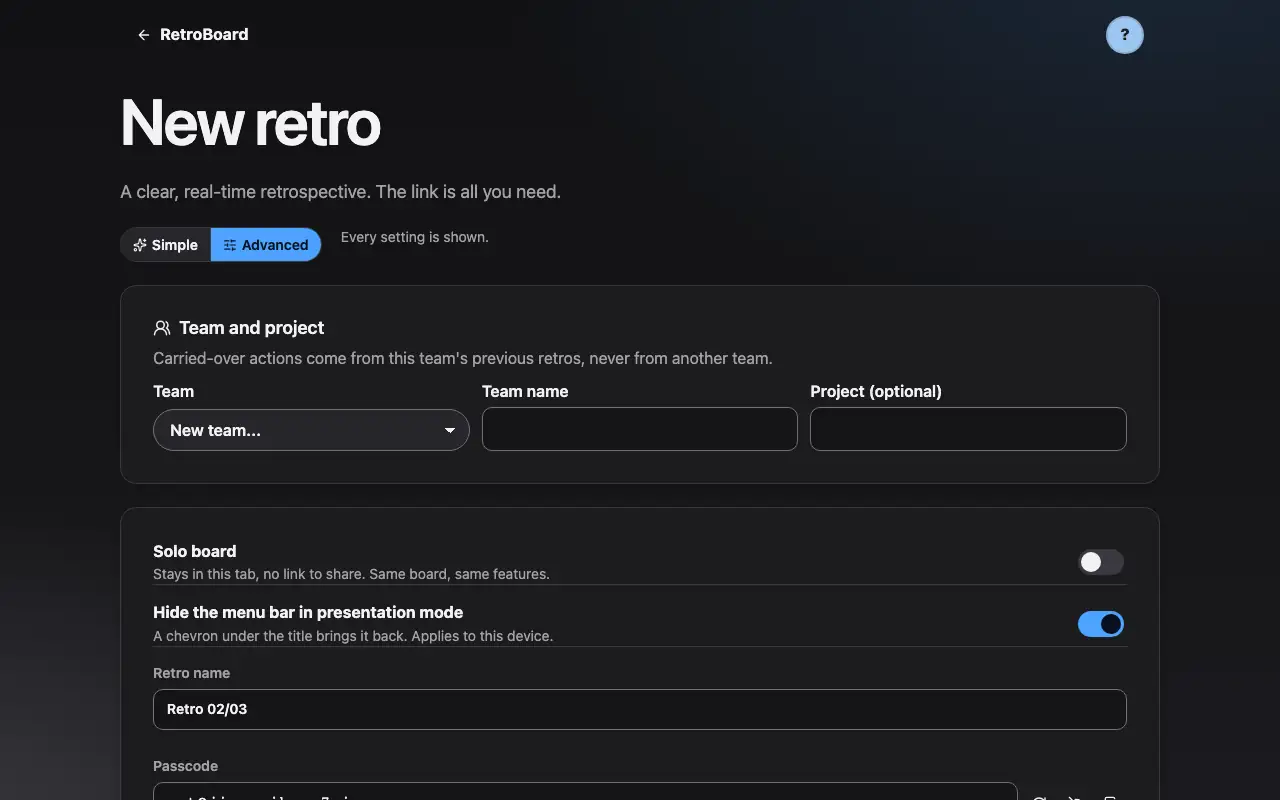 RetroBoard
?
New retro
A clear, real-time retrospective. The link is all you need.
Simple
Advanced
Every setting is shown.
Team and project
Carried-over actions come from this team's previous retros, never from another team.
Team
Team name
Project (optional)
New team...
Solo board
Stays in this tab, no link to share. Same board, same features.
Hide the menu bar in presentation mode
A chevron under the title brings it back. Applies to this device.
Retro name
Retro 02/03
Passcode